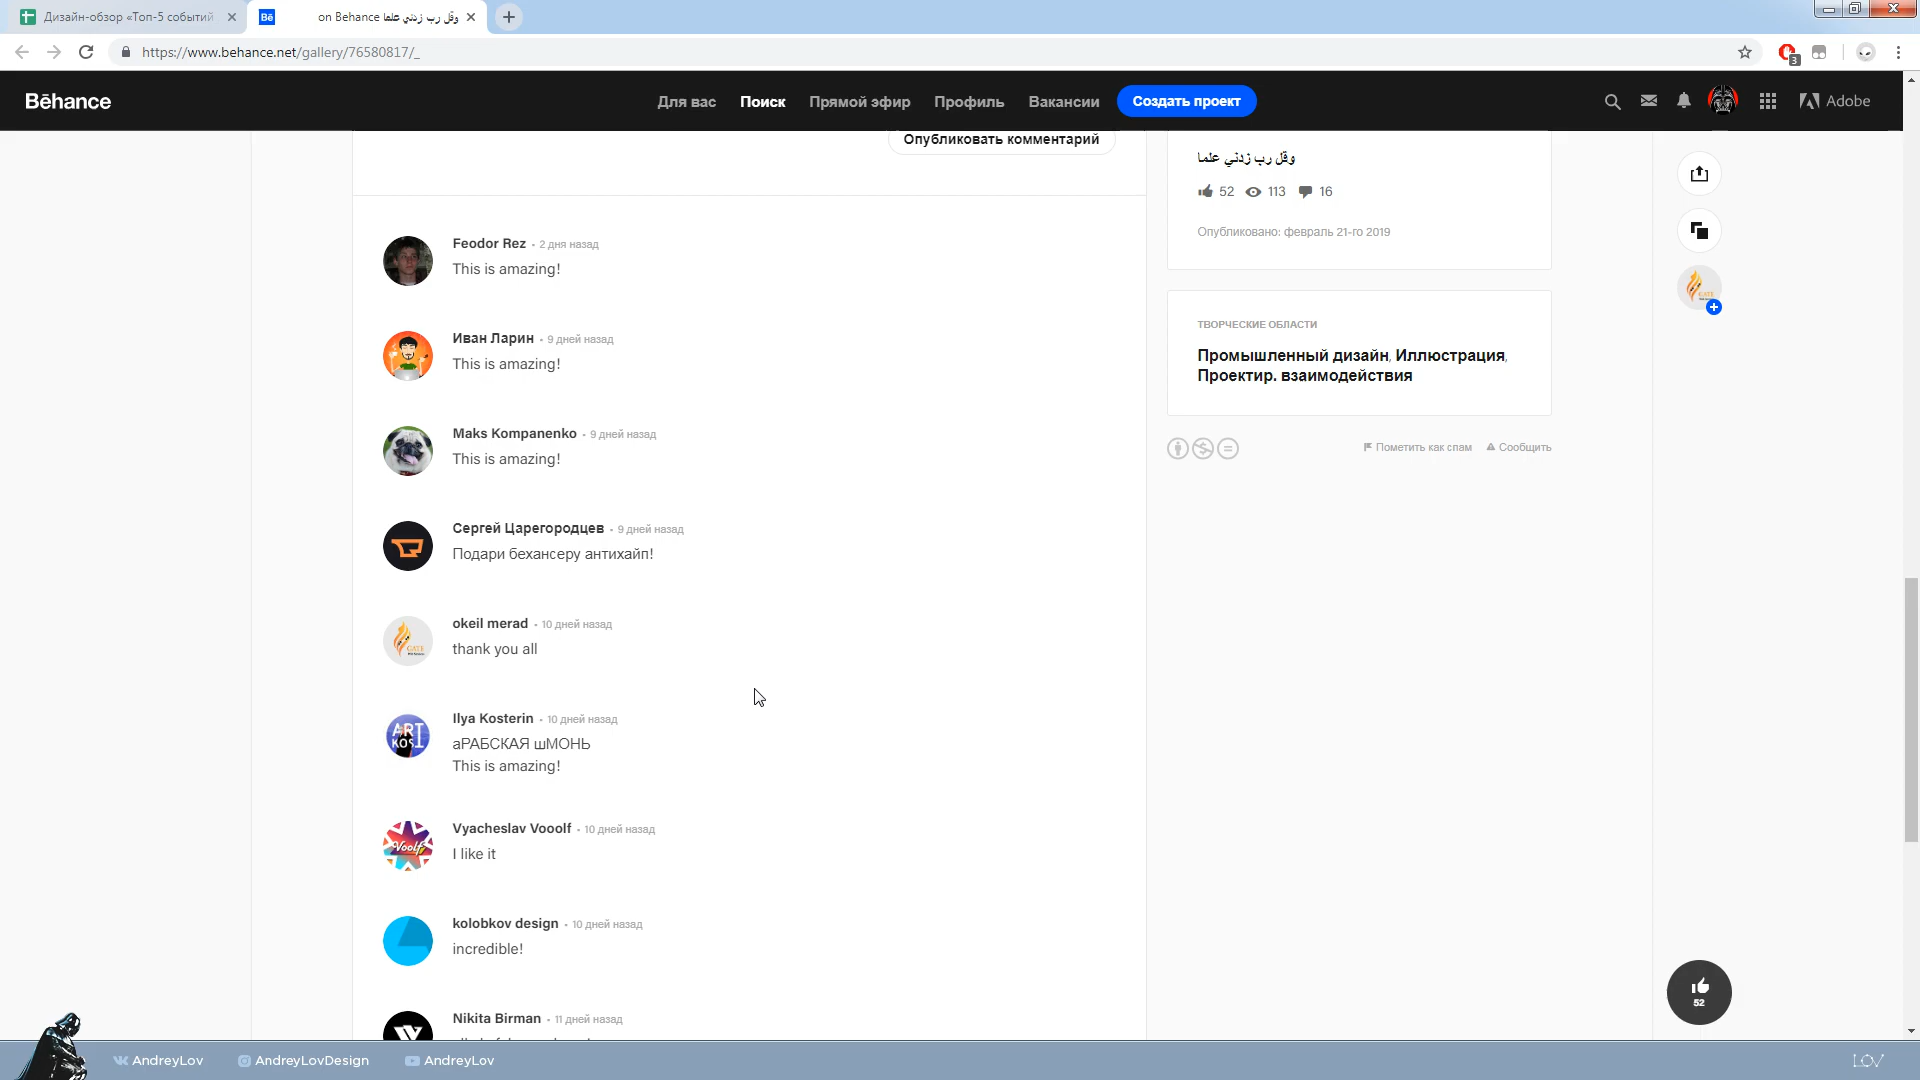 Дизайн-обзор «Топ-5 событий
Bē
on Behance وقل رب زدني علما
https://www.behance.net/gallery/76580817/_
3
Bēhance
Для вас
Поиск
Прямой эфир
Профиль
Вакансии
Создать проект
Adobe
Опубликовать комментарий
Feodor Rez • 2 дня назад
This is amazing!
Иван Ларин • 9 дней назад
This is amazing!
Maks Kompanenko • 9 дней назад
This is amazing!
Сергей Царегородцев • 9 дней назад
Подари бехансеру антихайп!
okeil merad • 10 дней назад
thank you all
Ilya Kosterin • 10 дней назад
аРАБСКАЯ шМОНЬ
This is amazing!
Vyacheslav Vooolf • 10 дней назад
I like it
kolobkov design • 10 дней назад
incredible!
Nikita Birman • 11 дней назад
وقل رب زدني علما
52 113 16
Опубликовано: февраль 21-го 2019
ТВОРЧЕСКИЕ ОБЛАСТИ
Промышленный дизайн, Иллюстрация,
Проектир. взаимодействия
Пометить как спам
Сообщить
52
AndreyLov
AndreyLovDesign
AndreyLov
LOV